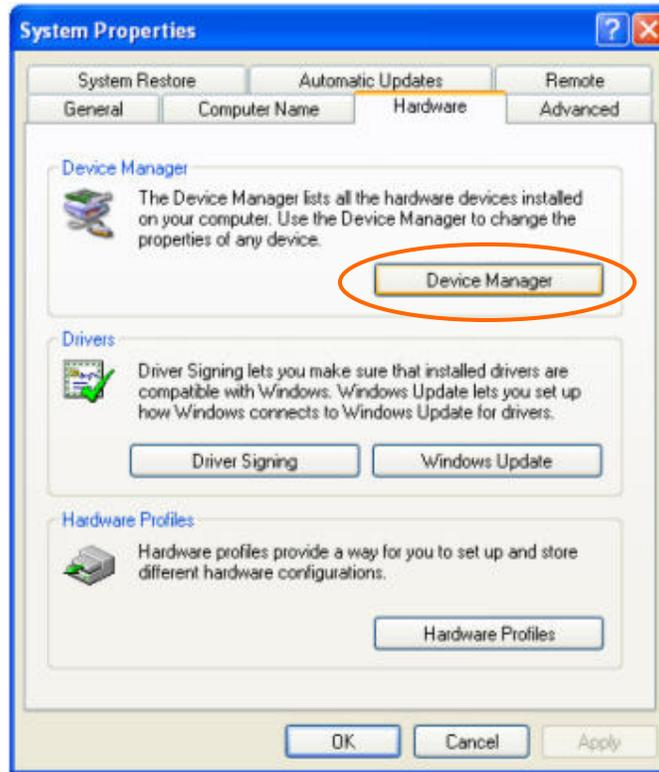 System Properties
System Restore Automatic Updates Remote
General Computer Name Hardware Advanced
Device Manager
The Device Manager lists all the hardware devices installed
on your computer. Use the Device Manager to change the
properties of any device.
Device Manager
Drivers
Driver Signing lets you make sure that installed drivers are
compatible with Windows. Windows Update lets you set up
how Windows connects to Windows Update for drivers.
Driver Signing Windows Update
Hardware Profiles
Hardware profiles provide a way for you to set up and store
different hardware configurations.
Hardware Profiles
OK Cancel Apply